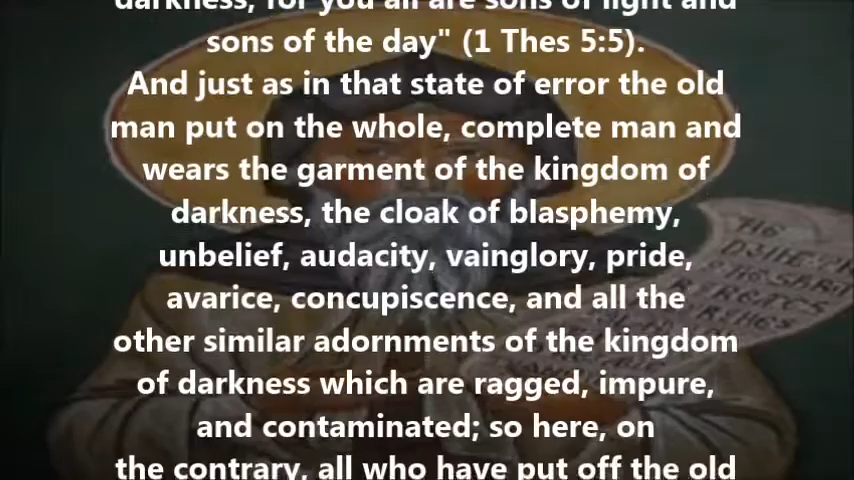 darkness, for you all are sons of light and
sons of the day" (1 Thes 5:5).
And just as in that state of error the old
man put on the whole, complete man and
wears the garment of the kingdom of
darkness, the cloak of blasphemy,
unbelief, audacity, vainglory, pride,
avarice, concupiscence, and all the
other similar adornments of the kingdom
of darkness which are ragged, impure,
and contaminated; so here, on
the contrary, all who have put off the old